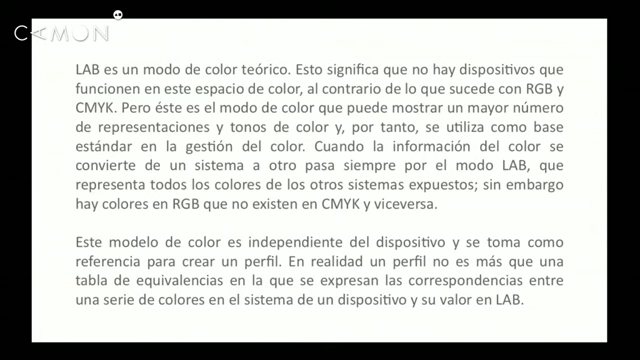 CAMON
LAB es un modo de color teórico. Esto significa que no hay dispositivos que
funcionen en este espacio de color, al contrario de lo que sucede con RGB y
CMYK. Pero éste es el modo de color que puede mostrar un mayor número
de representaciones y tonos de color y, por tanto, se utiliza como base
estándar en la gestión del color. Cuando la información del color se
convierte de un sistema a otro pasa siempre por el modo LAB, que
representa todos los colores de los otros sistemas expuestos; sin embargo
hay colores en RGB que no existen en CMYK y viceversa.
Este modelo de color es independiente del dispositivo y se toma como
referencia para crear un perfil. En realidad un perfil no es más que una
tabla de equivalencias en la que se expresan las correspondencias entre
una serie de colores en el sistema de un dispositivo y su valor en LAB.